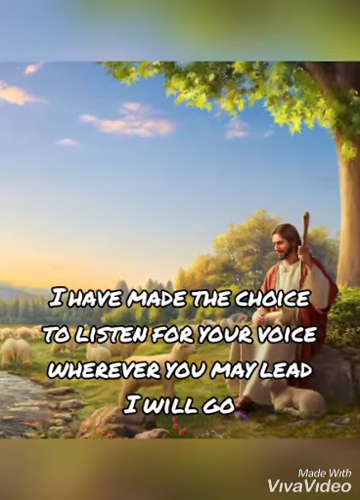 I HAVE MADE THE CHOICE
TO LISTEN FOR YOUR VOICE
WHEREVER YOU MAY LEAD
I WILL GO
Made With
VivaVideo